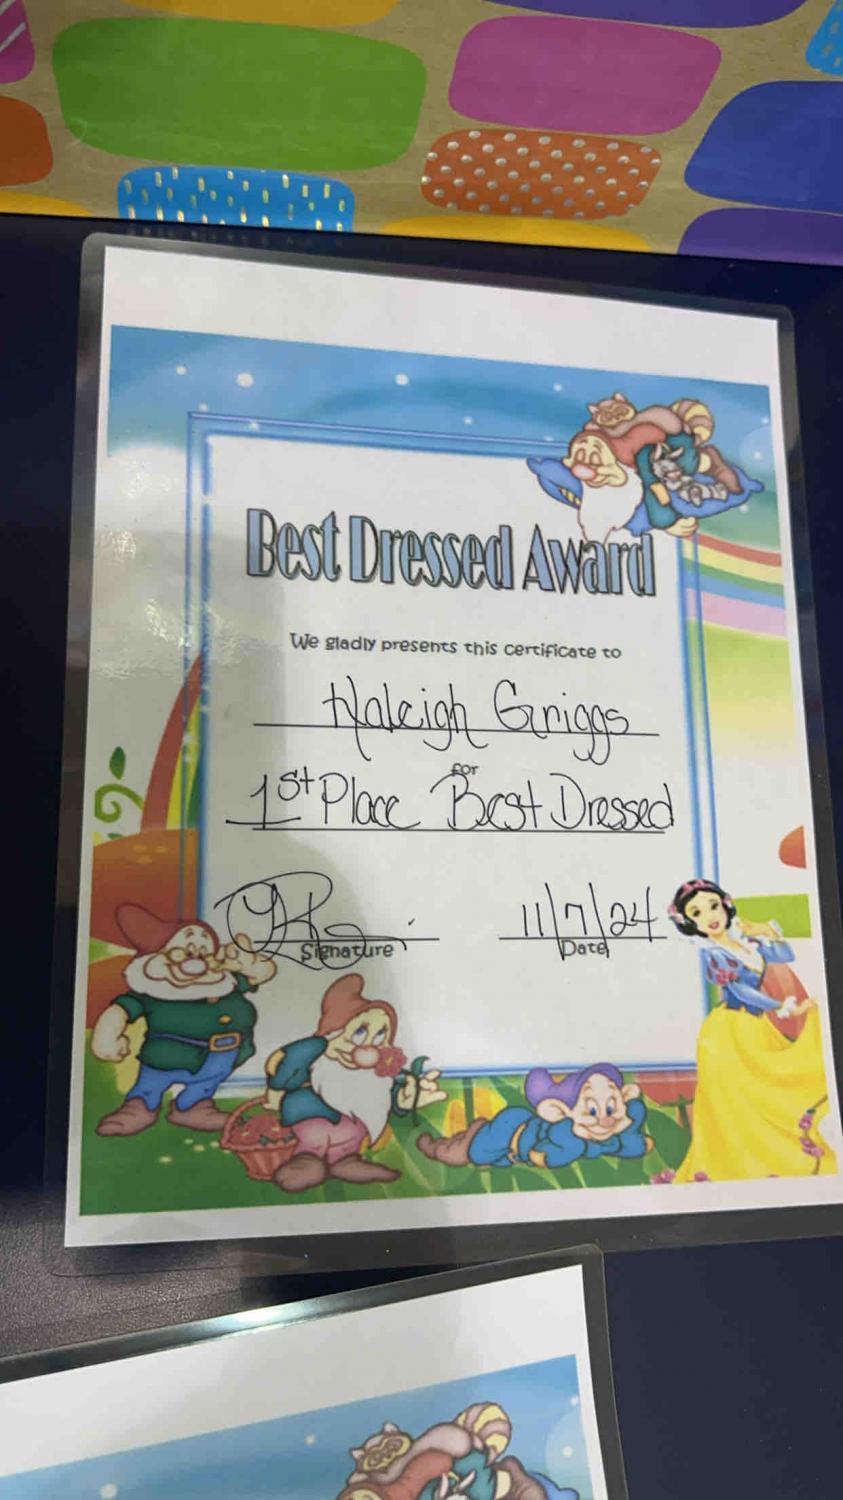 Best Dressed Award
We gladly presents this certificate to
Haleigh Griggs
for
1st Place Best Dressed
11/7/24
Signature
Date